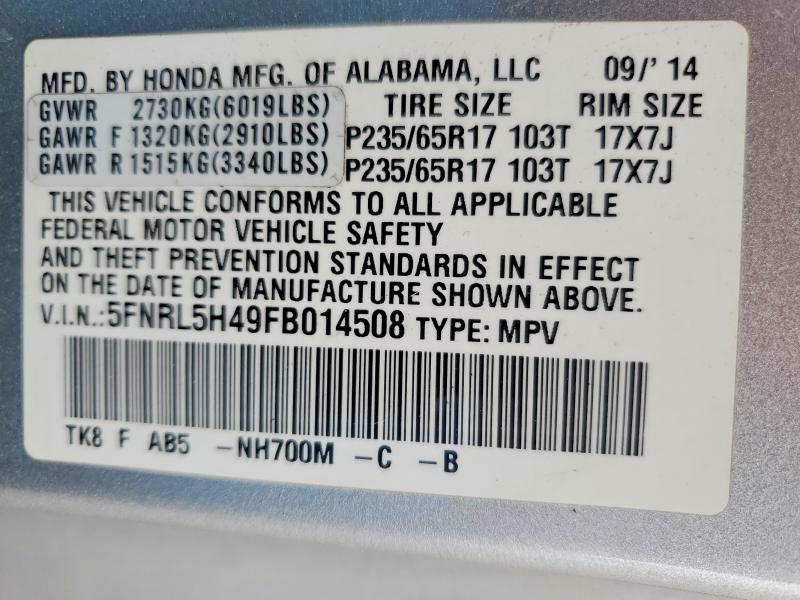 MFD. BY HONDA MFG. OF ALABAMA, LLC 09/' 14
GVWR 2730KG(6019LBS) TIRE SIZE RIM SIZE
GAWR F 1320KG(2910LBS) P235/65R17 103T 17X7J
GAWR R 1515KG(3340LBS) P235/65R17 103T 17X7J
THIS VEHICLE CONFORMS TO ALL APPLICABLE
FEDERAL MOTOR VEHICLE SAFETY
AND THEFT PREVENTION STANDARDS IN EFFECT
ON THE DATE OF MANUFACTURE SHOWN ABOVE.
V.I.N.:5FNRL5H49FB014508 TYPE: MPV
TK8 F AB5 -NH700M -C -B